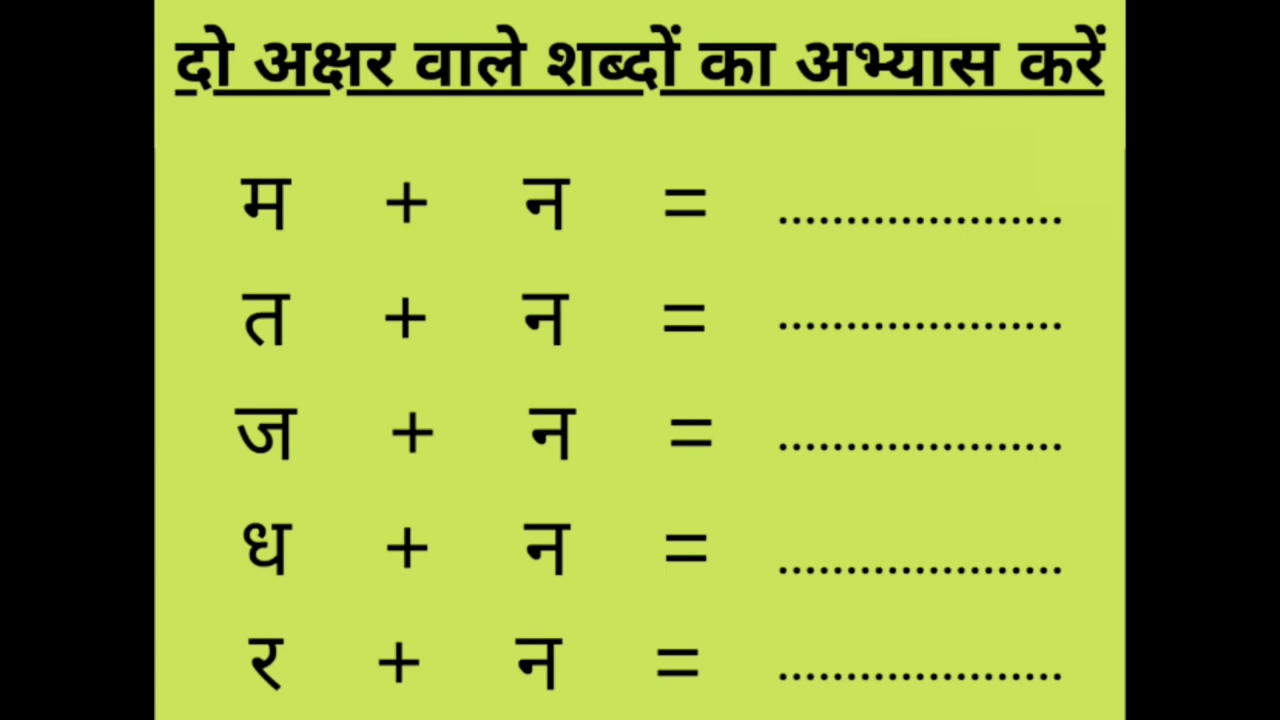 दो अक्षर वाले शब्दों का अभ्यास करें
म + न = .....................
त + न = .....................
ज + न = .....................
ध + न = .....................
र + न = .....................